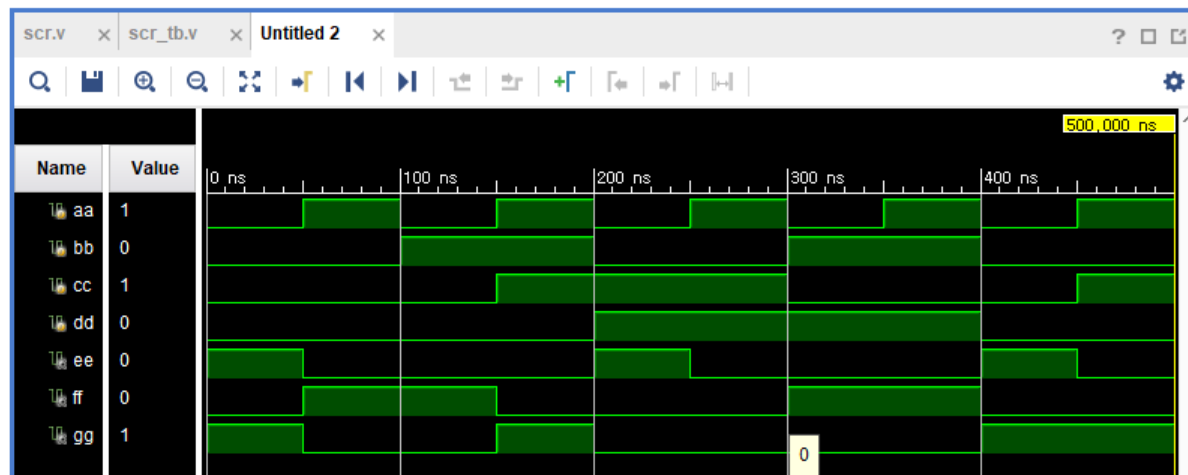 scr.v × scr_tb.v × Untitled 2 × ?
500,000 ns
Name Value 0 ns 100 ns 200 ns 300 ns 400 ns
aa 1
bb 0
cc 1
dd 0
ee 0
ff 0
gg 1
0